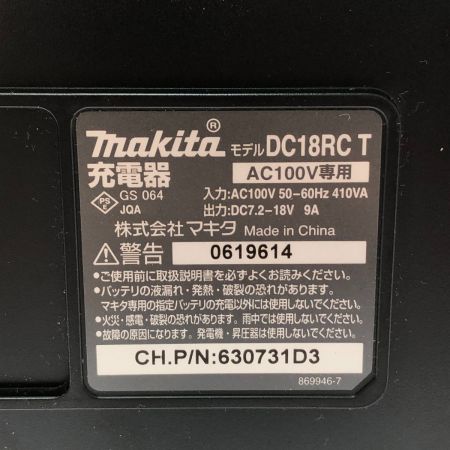 makita® モデル DC18RC T
充電器 AC100V専用
PS E GS 064 JQA
入力:AC100V 50-60Hz 410VA
出力:DC7.2-18V 9A
株式会社 マキタ Made in China
⚠警告 0619614
●ご使用前に取扱説明書を必ずよくお読みください。
●バッテリの液漏れ・発熱・破裂の恐れがあります。
マキタ専用の指定バッテリの充電以外には使用しないでください。
●火災・感電・破裂の恐れがあります。雨中では使用しないでください。
●故障の原因になります。発電機・昇圧器は使用しないでください。
CH.P/N:630731D3
869946-7